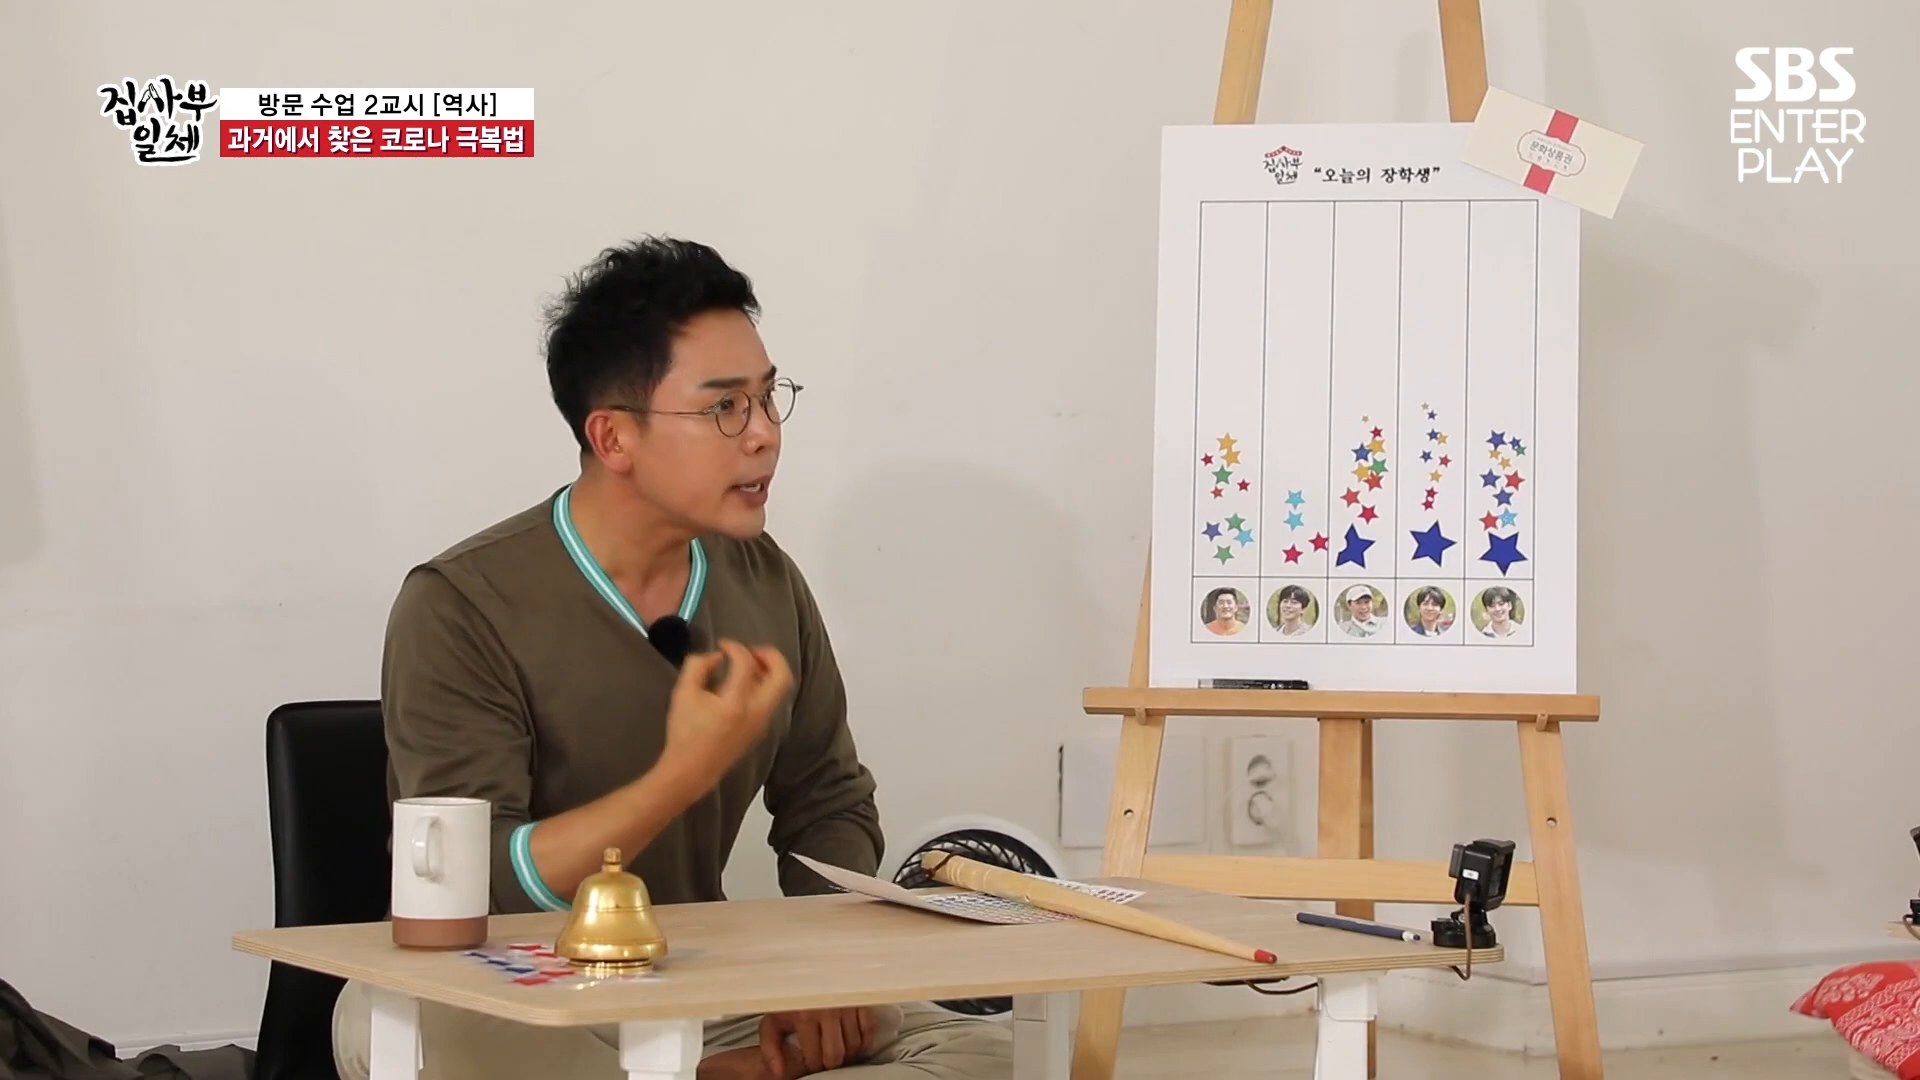 집사부
일체
방문 수업 2교시 [역사]
과거에서 찾은 코로나 극복법
SBS
ENTER
PLAY
집사부
일체
“오늘의 장학생”
문화상품권